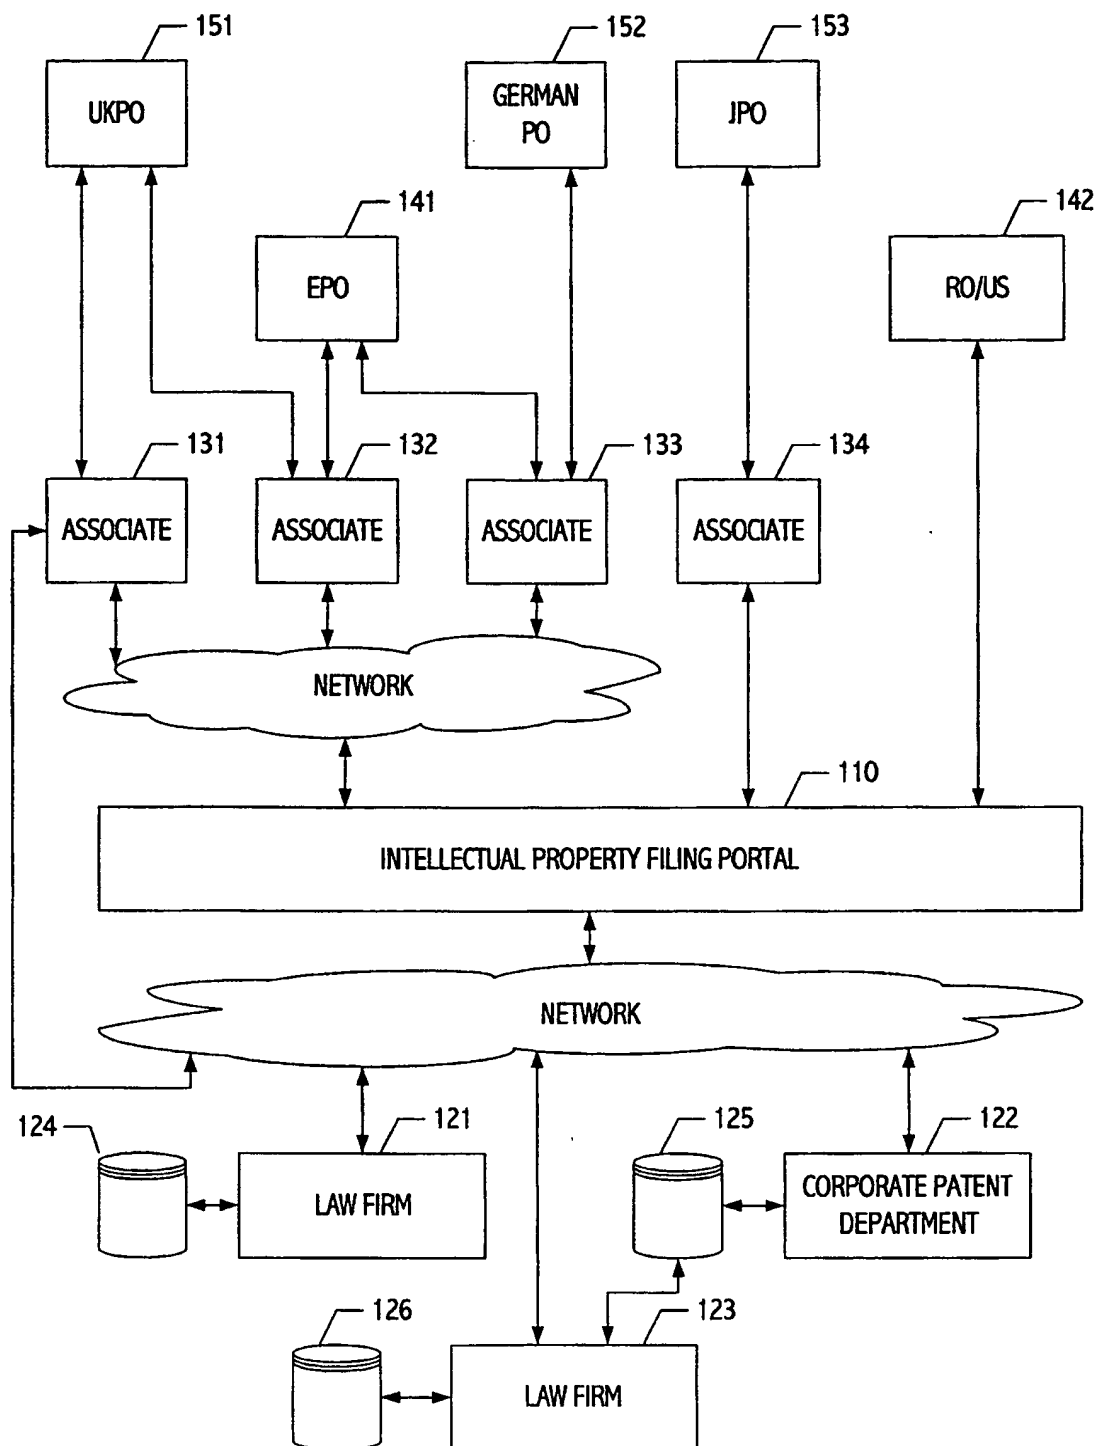 151
152
153
UKPO
GERMAN
PO
JPO
141
142
EPO
RO/US
131
132
133
134
ASSOCIATE
ASSOCIATE
ASSOCIATE
ASSOCIATE
NETWORK
110
INTELLECTUAL PROPERTY FILING PORTAL
NETWORK
124
121
125
122
LAW FIRM
CORPORATE PATENT
DEPARTMENT
126
123
LAW FIRM